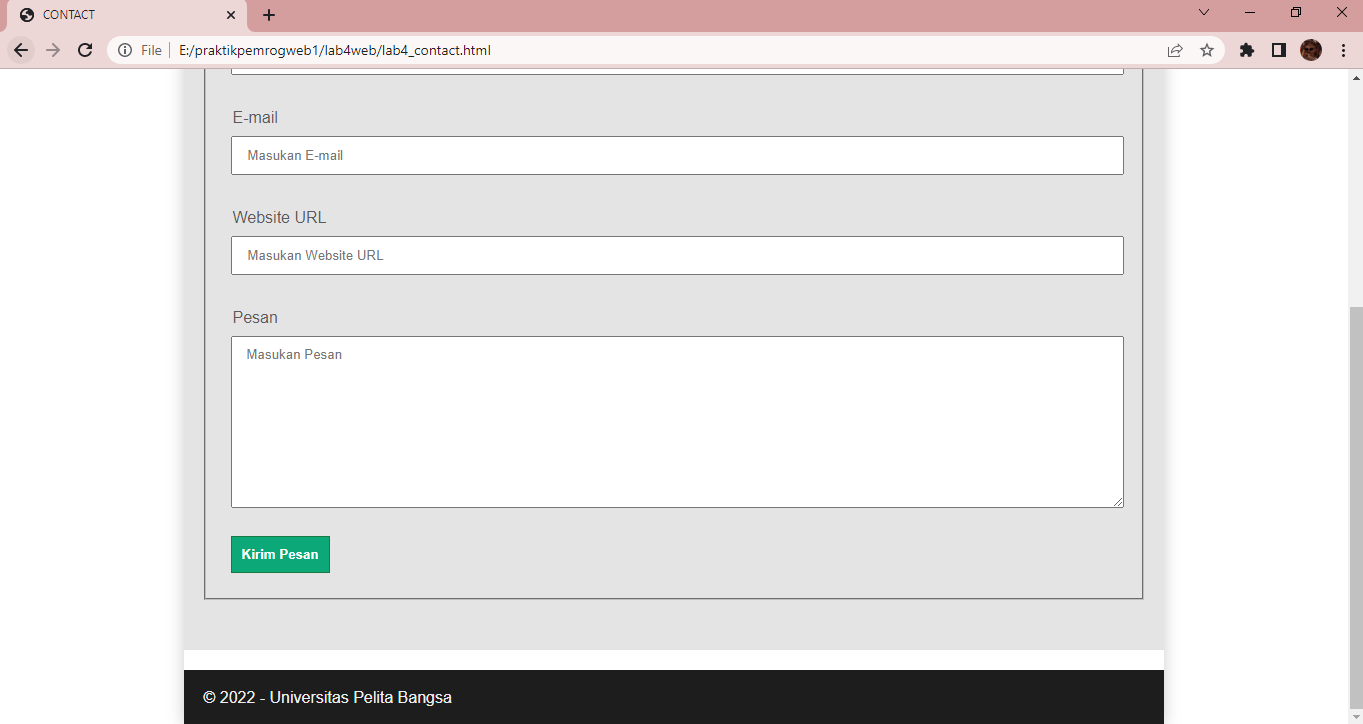 CONTACT
File
E:/praktikpemrogweb1/lab4web/lab4_contact.html
E-mail
Masukan E-mail
Website URL
Masukan Website URL
Pesan
Masukan Pesan
Kirim Pesan
© 2022 - Universitas Pelita Bangsa